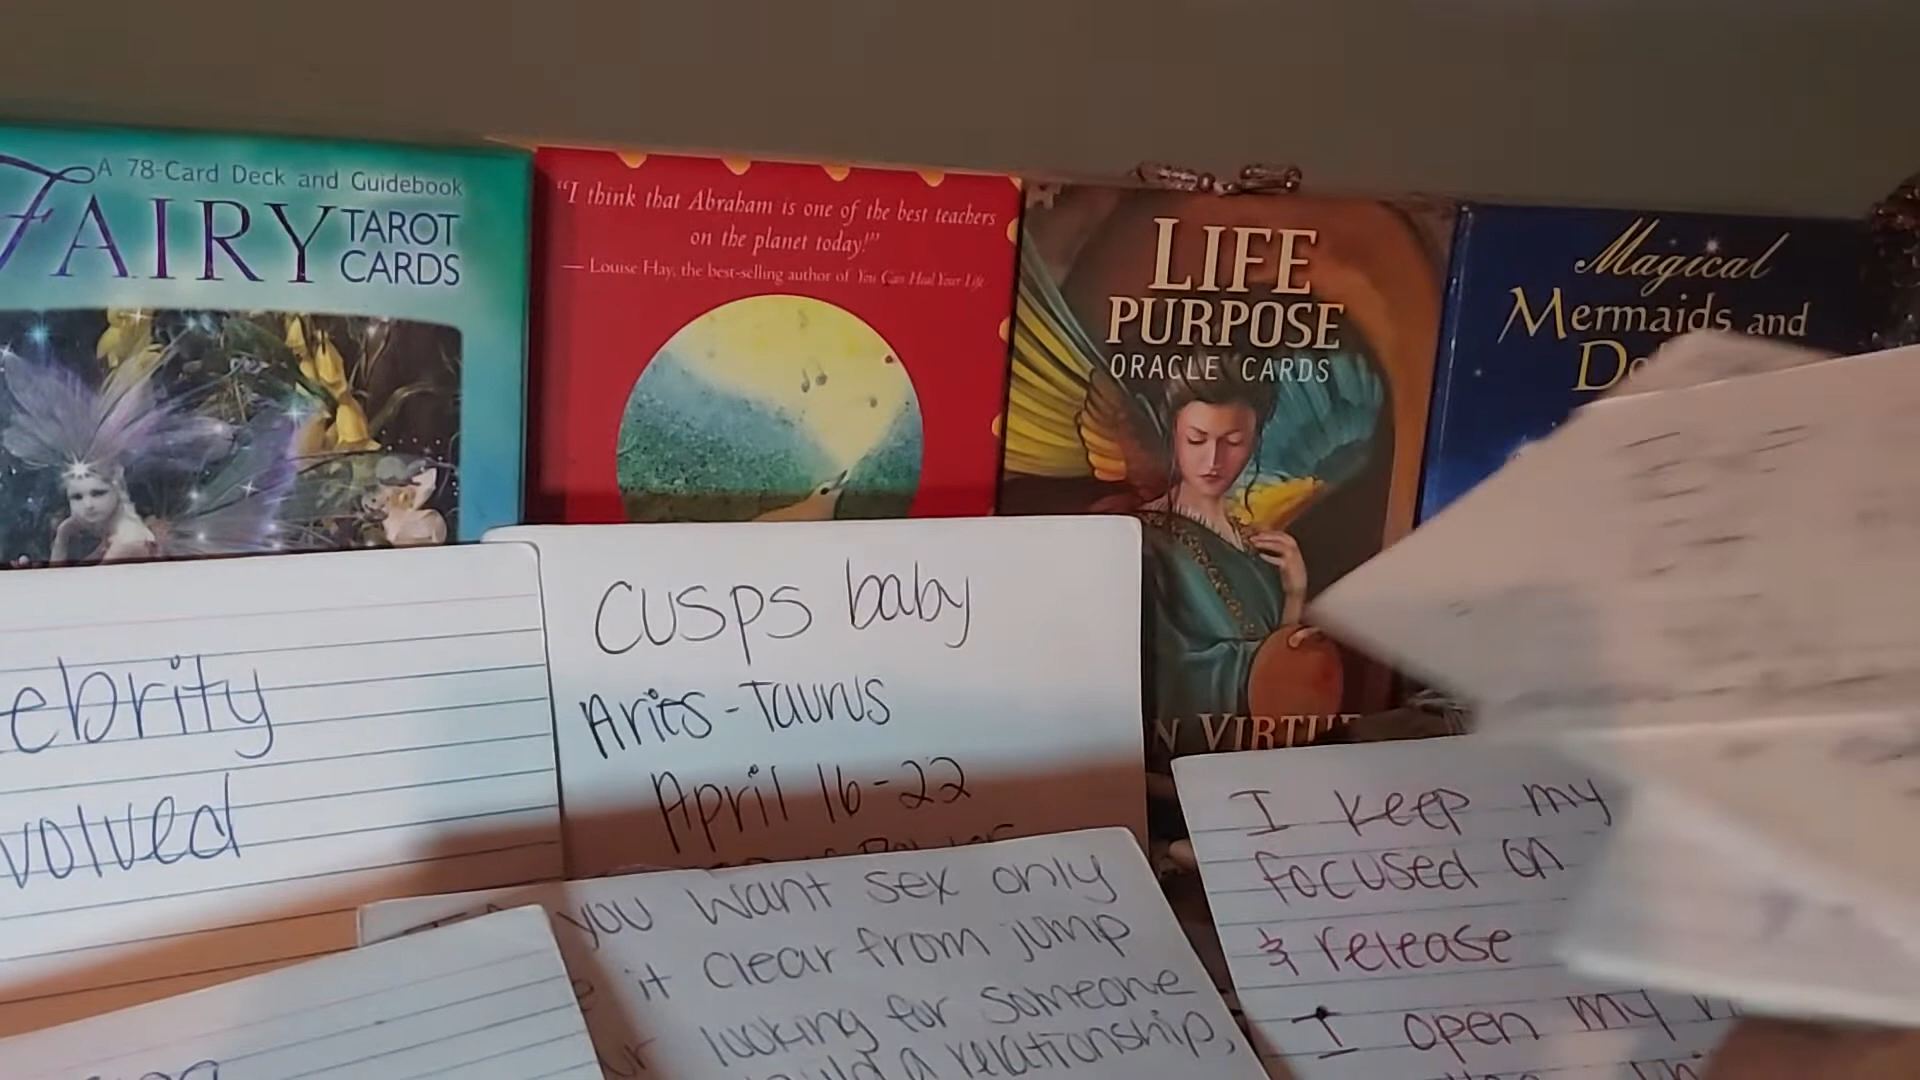 A 78-Card Deck and Guidebook
FAIRY TAROT
CARDS
"I think that Abraham is one of the best teachers
on the planet today!"
— Louise Hay, the best-selling author of You Can Heal Your Life
LIFE
PURPOSE
ORACLE CARDS
N VIRTUE
Magical
Mermaids and
ebrity
volved
Cusps baby
Aries-Taurus
April 16-22
you want sex only
it clear from jump
looking for someone
a relationship,
I keep my
focused on
& release
I open my